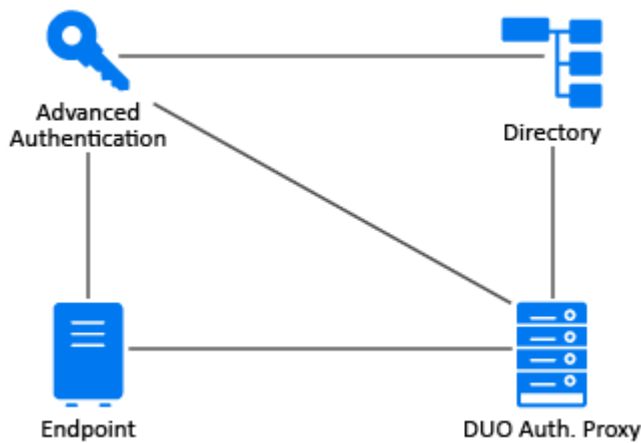 Advanced
Authentication
Directory
Endpoint
DUO Auth. Proxy